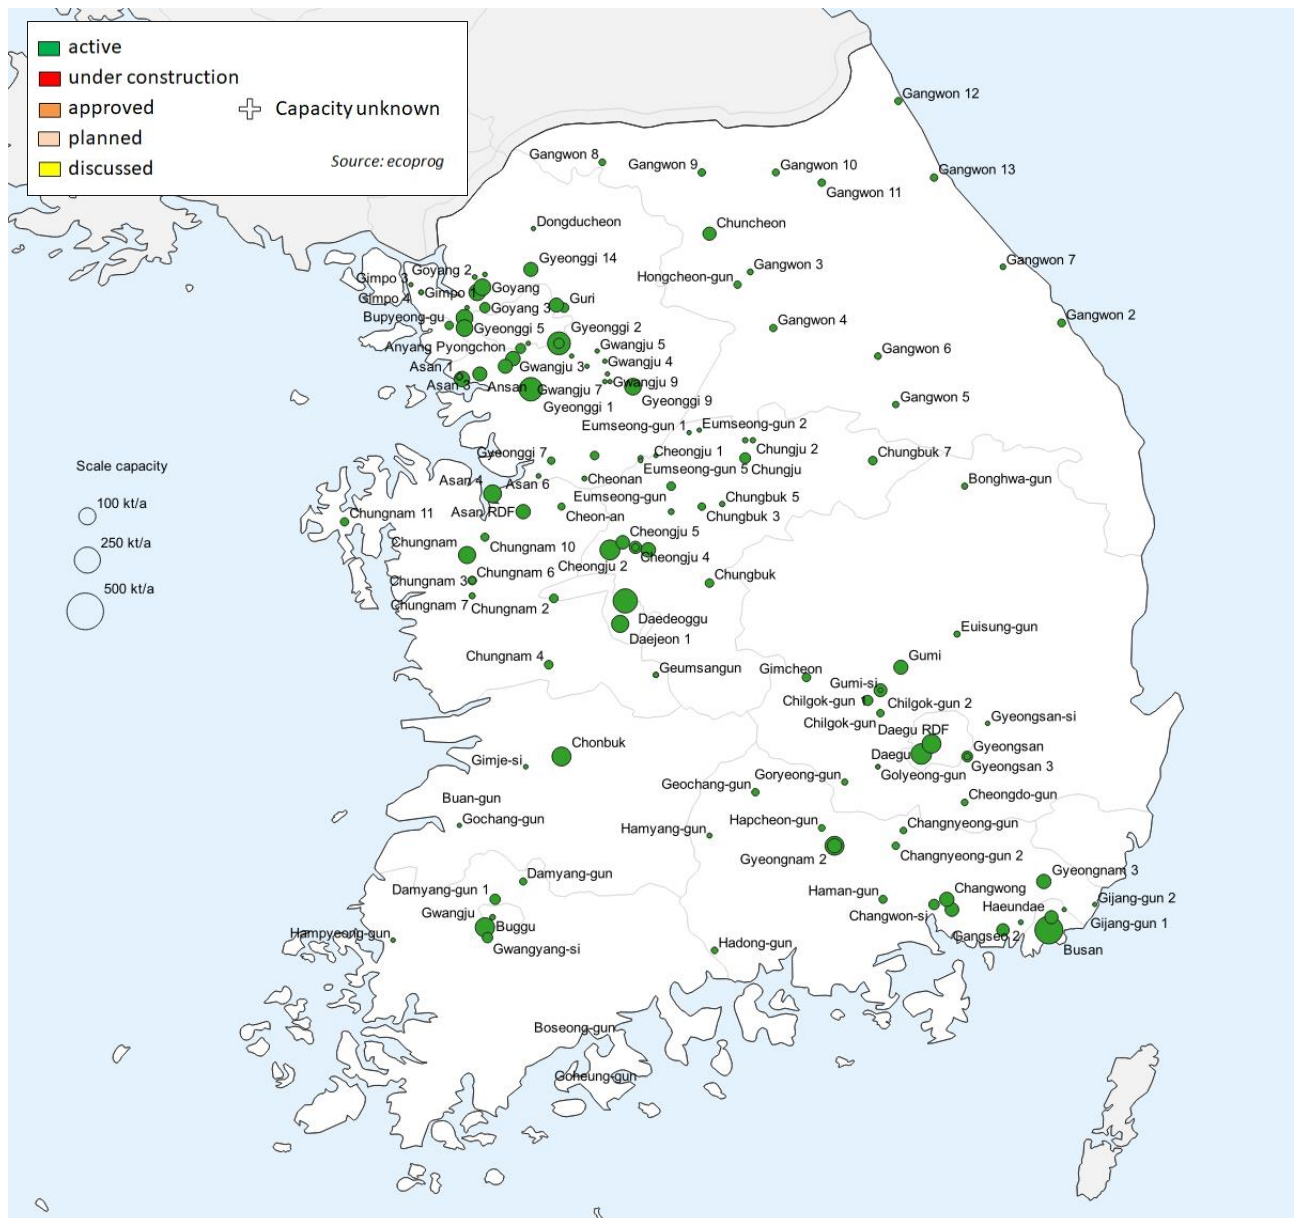 active
under construction
approved
Capacity unknown
planned
Source: ecoprog
discussed
Gangwon 12
Gangwon 8
Gangwon 9
Gangwon 10
Gangwon 13
Gangwon 11
Dongducheon
Chuncheon
Gyeonggi 14
Gangwon 7
Goyang 2
Gangwon 3
Gimpo 3
Hongcheon-gun
Goyang
Gimpo 1
Gimpo 4
Guri
Goyang 3
Bupyeong-gu
Gangwon 2
Gangwon 4
Gyeonggi 5
Gyeonggi 2
Anyang Pyongchon
Gwangju 5
Gangwon 6
Gwangju 4
Asan 1
Gwangju 3
Gwangju 9
Asan 3
Ansan
Gwangju 7
Gyeonggi 9
Gyeonggi 1
Gangwon 5
Eumseong-gun 1
Eumseong-gun 2
Gyeonggi 7
Cheongju 1
Chungju 2
Chungbuk 7
Eumseong-gun 5
Chungju
Scale capacity
Asan 4
Asan 6
Cheonan
Bonghwa-gun
Eumseong-gun
Chungbuk 5
100 kt/a
Chungnam 11
Asan RDF
Cheon-an
Chungbuk 3
Cheongju 5
250 kt/a
Chungnam
Chungnam 10
Cheongju 4
Cheongju 2
Chungnam 6
Chungbuk
Chungnam 3
500 kt/a
Chungnam 7
Chungnam 2
Daedeoggu
Euisung-gun
Daejeon 1
Chungnam 4
Gumi
Geumsangun
Gimcheon
Gumi-si
Chilgok-gun 1
Chilgok-gun 2
Chilgok-gun
Gyeongsan-si
Daegu RDF
Chonbuk
Gyeongsan
Daegu
Gimje-si
Gyeongsan 3
Goryeong-gun
Golyeong-gun
Geochang-gun
Buan-gun
Cheongdo-gun
Gochang-gun
Hapcheon-gun
Hamyang-gun
Changnyeong-gun
Gyeongnam 2
Changnyeong-gun 2
Damyang-gun
Gyeongnam 3
Damyang-gun 1
Haman-gun
Changwong
Gijang-gun 2
Gwangju
Changwon-si
Haeundae
Gijang-gun 1
Buggu
Hampyeong-gun
Gangseo 2
Gwangyang-si
Hadong-gun
Busan
Boseong-gun
Goheung-gun